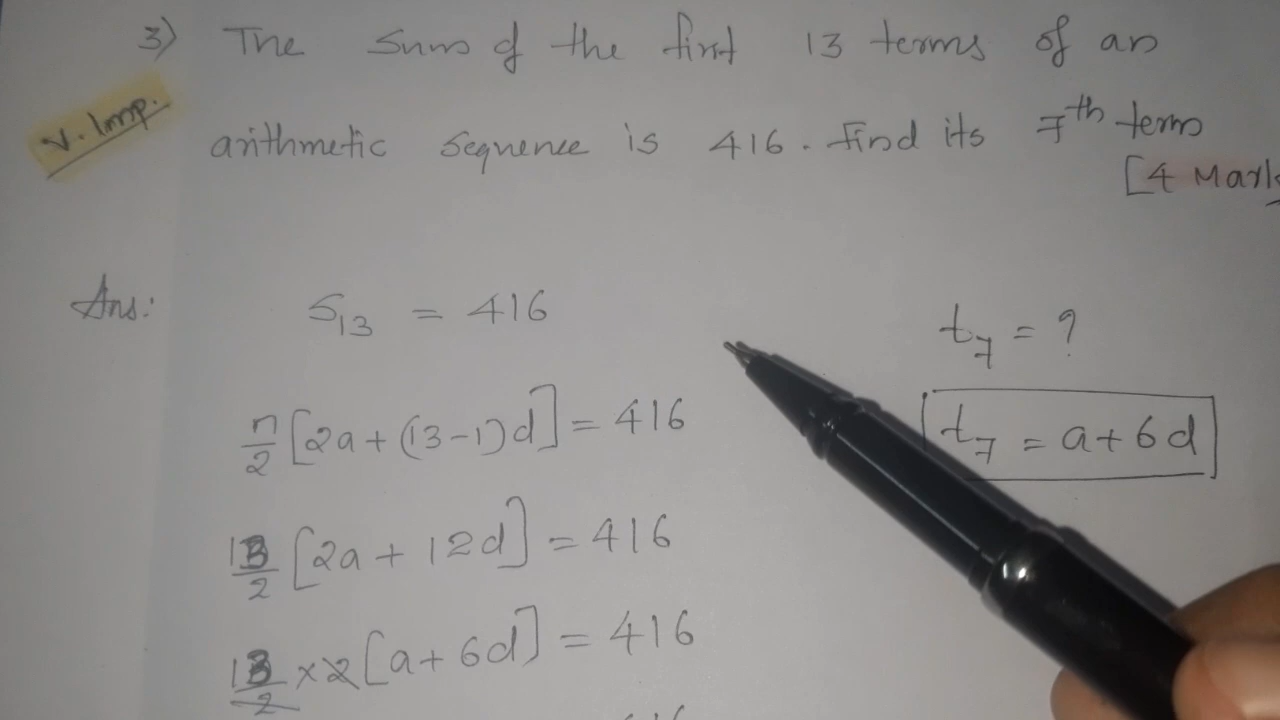 3) The sum of the first 13 terms of an
V. Imp.
arithmetic sequence is 416. Find its 7th term
[4 Marks
Ans: S13 = 416
t7 = ?
n/2 [2a + (13-1)d] = 416
t7 = a+6d
13/2 [2a + 12d] = 416
13/2 x 2 [a + 6d] = 416